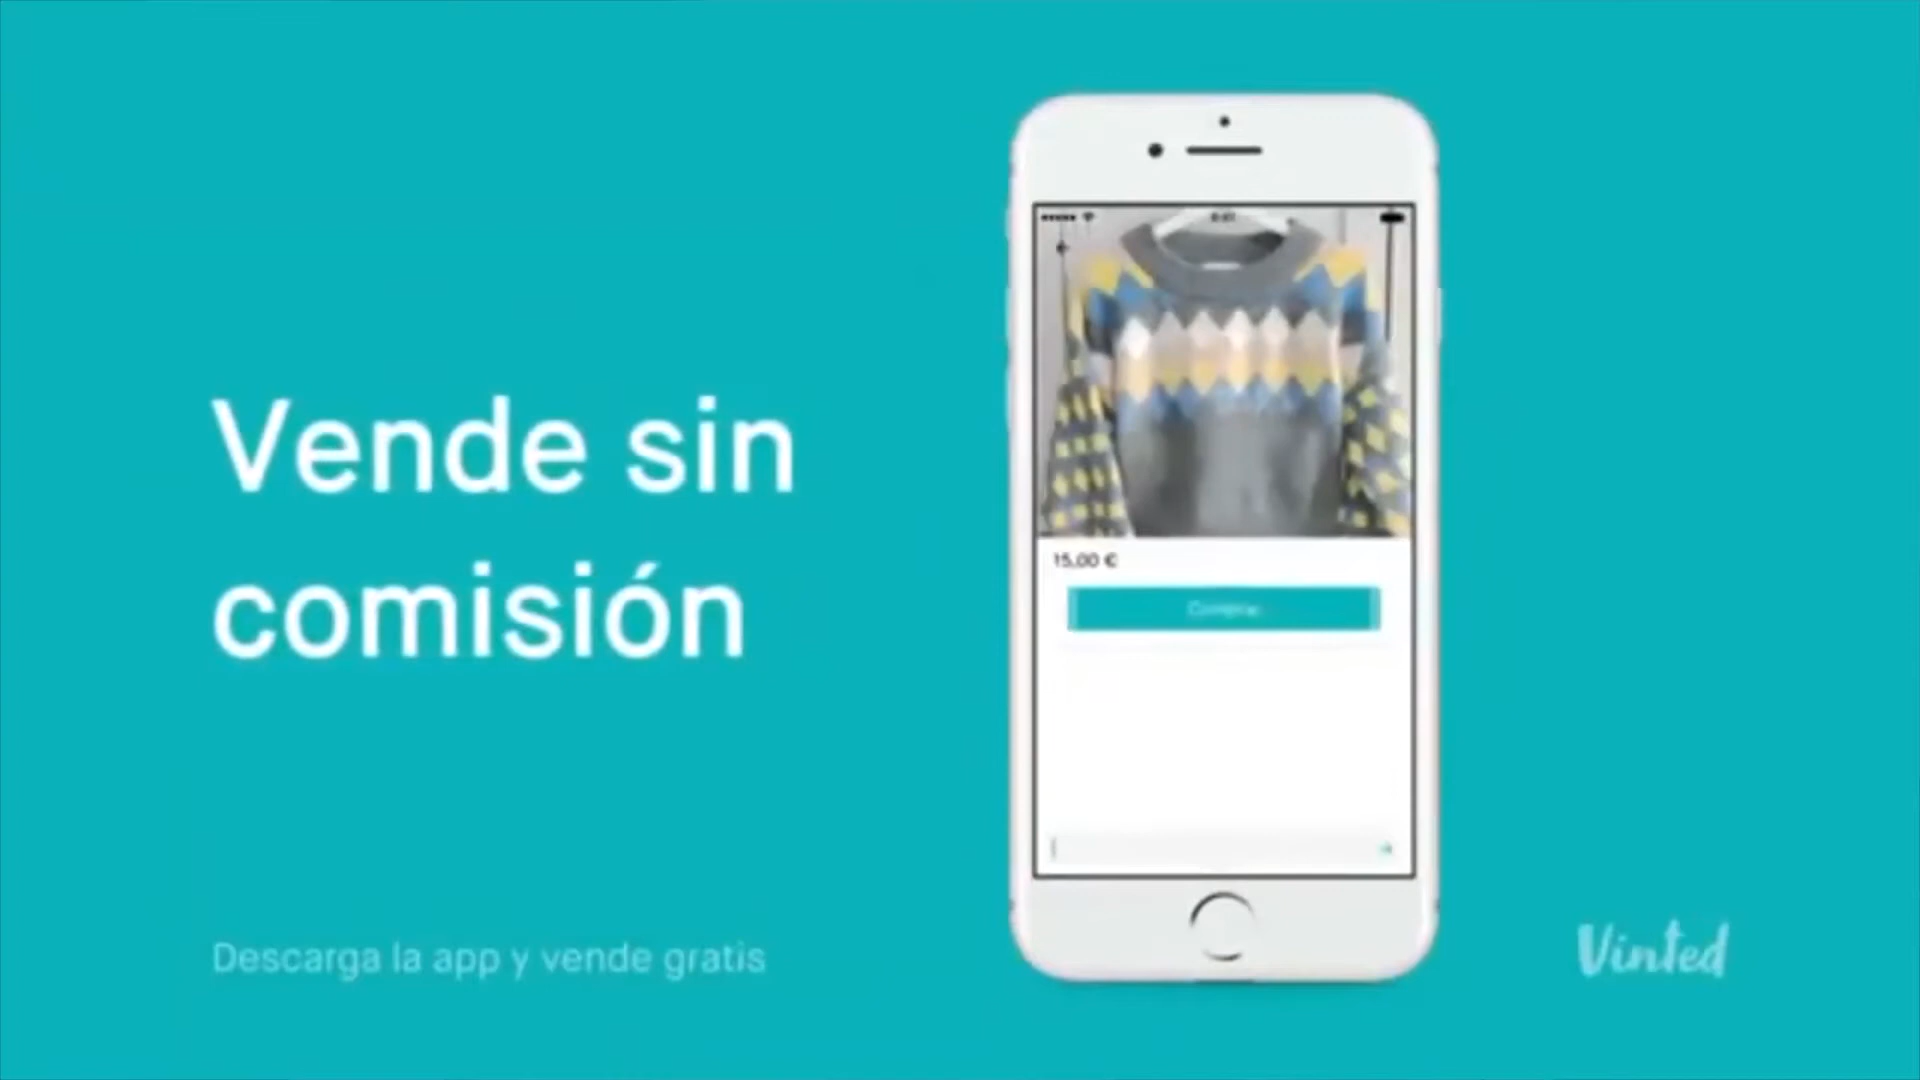 Vende sin
comisión
15,00 €
Descarga la app y vende gratis
Vinted